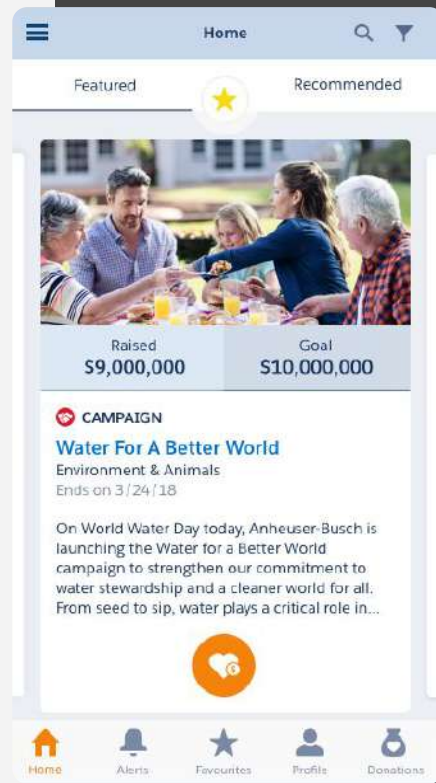 Home
Featured
Recommended
Raised
Goal
$9,000,000
$10,000,000
CAMPAIGN
Water For A Better World
Environment & Animals
Ends on 3/24/18
On World Water Day today, Anheuser-Busch is
launching the Water for a Better World
campaign to strengthen our commitment to
water stewardship and a cleaner world for all.
From seed to sip, water plays a critical role in...
Home
Alerts
Favourites
Profile
Donations